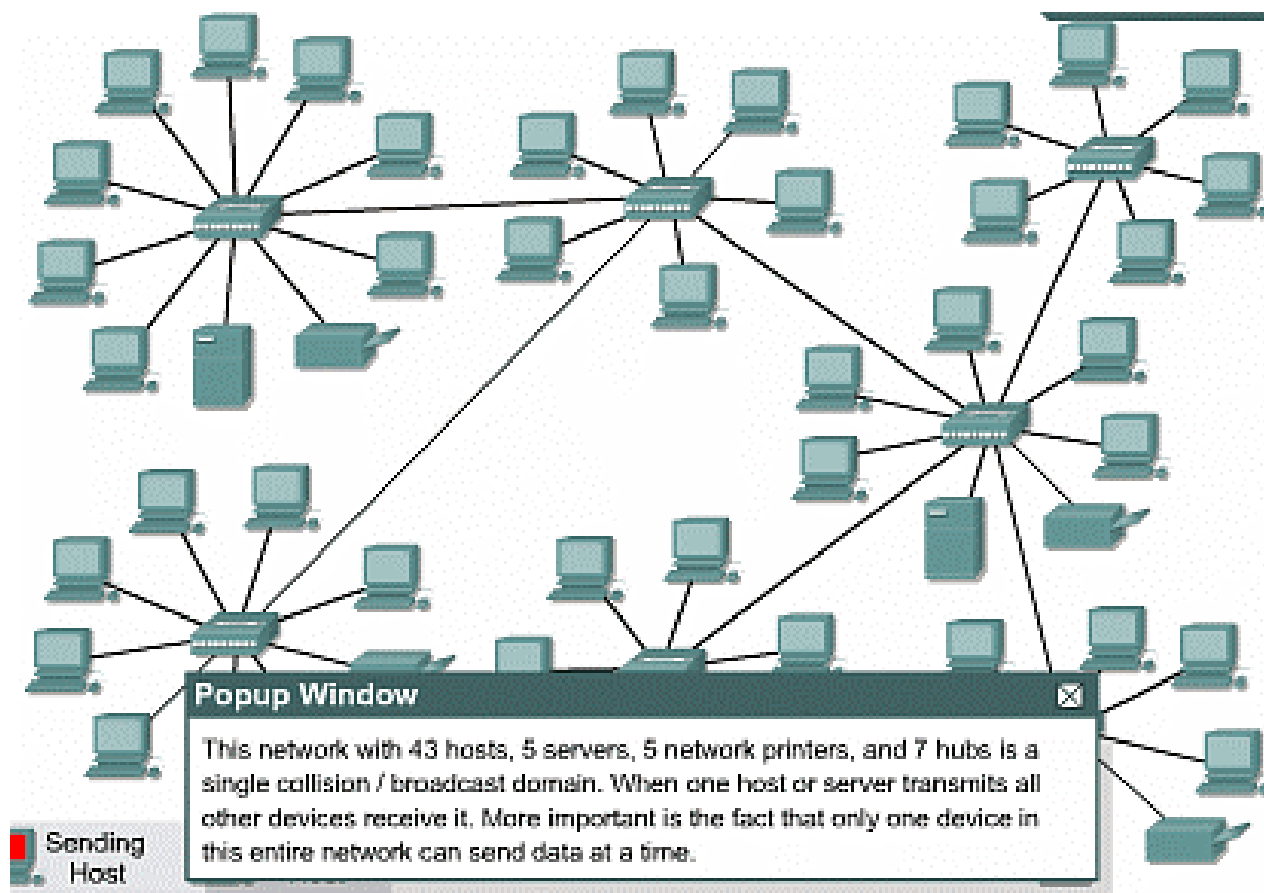 Popup Window
This network with 43 hosts, 5 servers, 5 network printers, and 7 hubs is a
single collision / broadcast domain. When one host or server transmits all
other devices receive it. More important is the fact that only one device in
this entire network can send data at a time.
Sending
Host